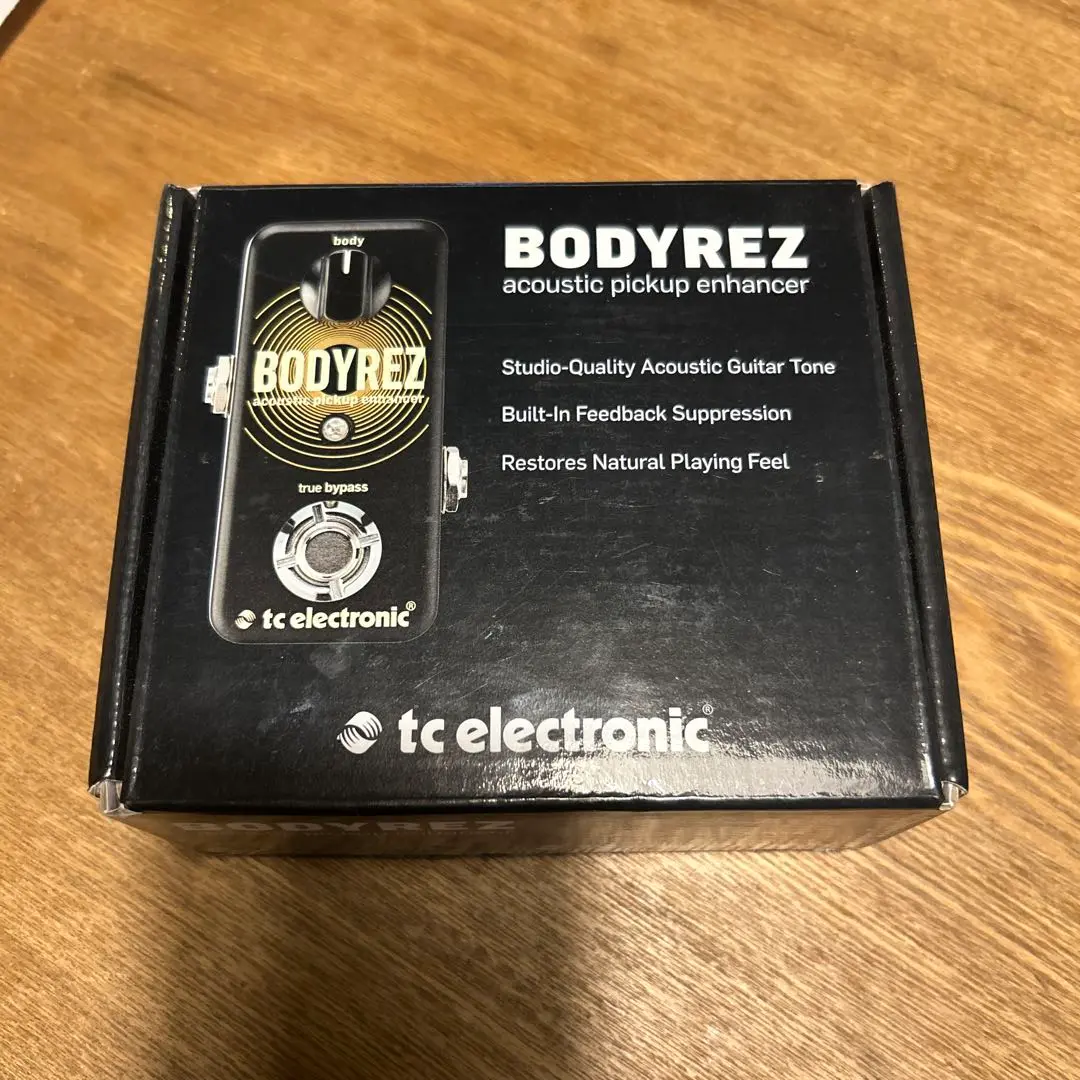 body
BODYREZ
acoustic pickup enhancer
true bypass
tc electronic®
BODYREZ
acoustic pickup enhancer
Studio-Quality Acoustic Guitar Tone
Built-In Feedback Suppression
Restores Natural Playing Feel
tc electronic®
BODYREZ